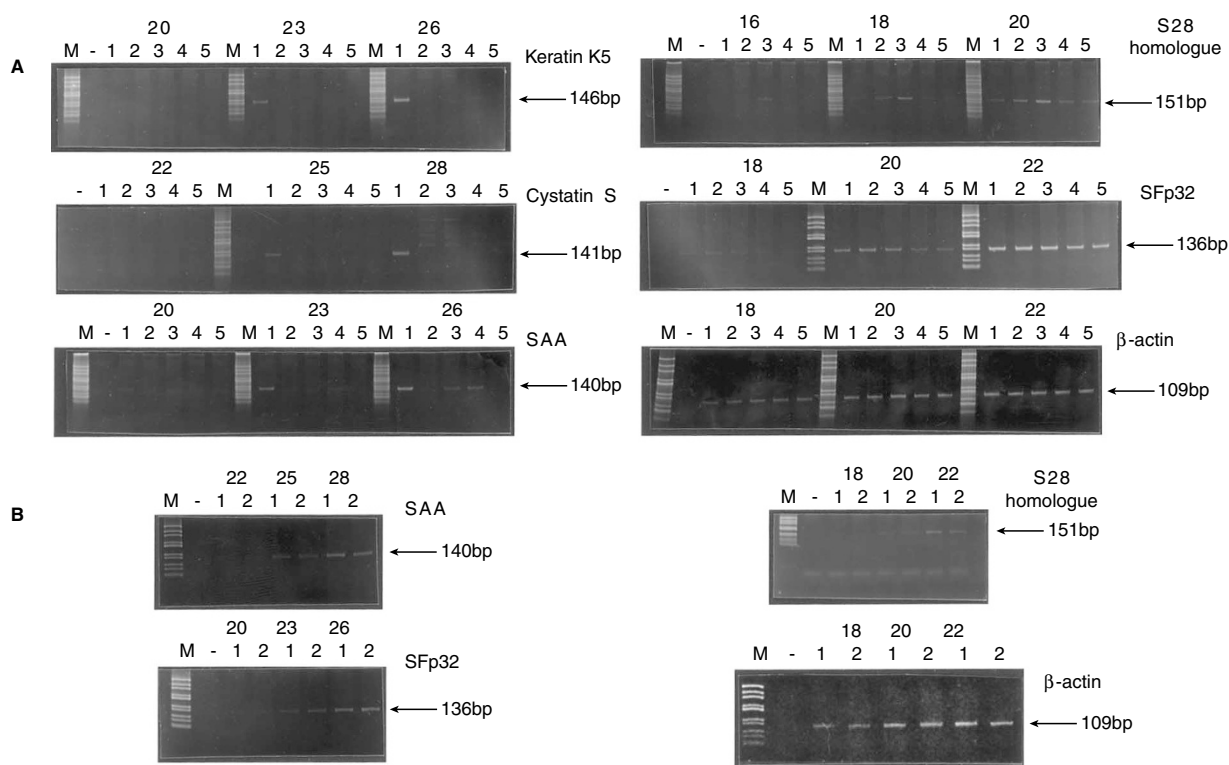 A
20 23 26
M - 1 2 3 4 5 M 1 2 3 4 5 M 1 2 3 4 5
Keratin K5
146bp
22 25 28
- 1 2 3 4 5 M 1 2 3 4 5 1 2 3 4 5
Cystatin S
141bp
20 23 26
M - 1 2 3 4 5 M 1 2 3 4 5 M 1 2 3 4 5
SAA
140bp
16 18 20
M - 1 2 3 4 5 M 1 2 3 4 5 M 1 2 3 4 5
S28
homologue
151bp
18 20 22
- 1 2 3 4 5 M 1 2 3 4 5 M 1 2 3 4 5
SFp32
136bp
18 20 22
M - 1 2 3 4 5 M 1 2 3 4 5 M 1 2 3 4 5
β-actin
109bp
B
22 25 28
M - 1 2 1 2 1 2
SAA
140bp
20 23 26
M - 1 2 1 2 1 2
SFp32
136bp
18 20 22
M - 1 2 1 2 1 2
S28
homologue
151bp
18 20 22
M - 1 2 1 2 1 2
β-actin
109bp